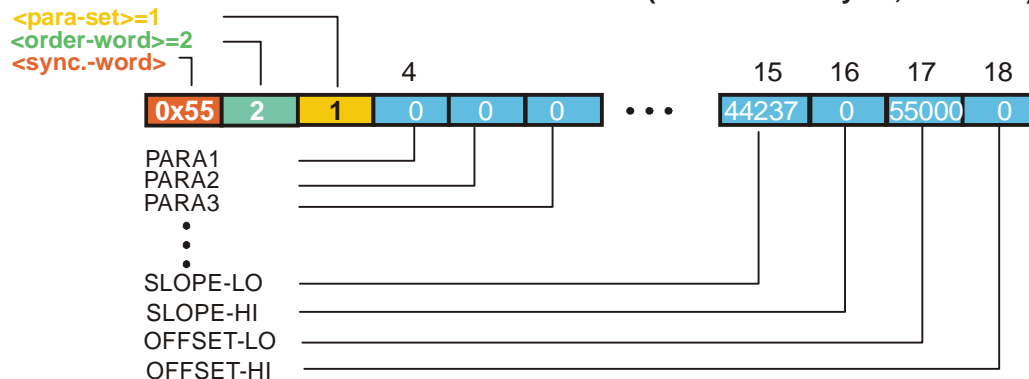 <para-set>=1
<order-word>=2
<sync.-word>
4 15 16 17 18
0x55 2 1 0 0 0 • • • 44237 0 55000 0
PARA1
PARA2
PARA3
SLOPE-LO
SLOPE-HI
OFFSET-LO
OFFSET-HI